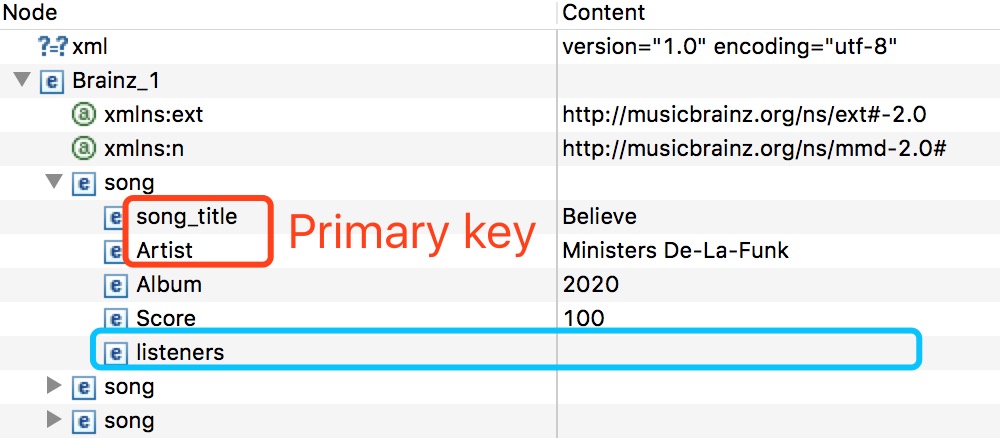 Node Content
?=? xml version="1.0" encoding="utf-8"
e Brainz_1
@ xmlns:ext http://musicbrainz.org/ns/ext#-2.0
@ xmlns:n http://musicbrainz.org/ns/mmd-2.0#
e song
e song_title Believe
Primary key
e Artist Ministers De-La-Funk
e Album 2020
e Score 100
e listeners
e song
e song